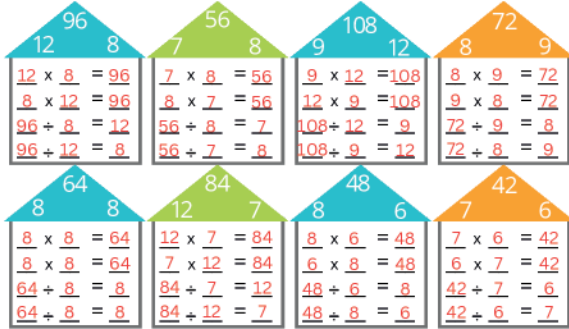 96
12 8
12 x 8 = 96
8 x 12 = 96
96 ÷ 8 = 12
96 ÷ 12 = 8
56
7 8
7 x 8 = 56
8 x 7 = 56
56 ÷ 8 = 7
56 ÷ 7 = 8
108
9 12
9 x 12 = 108
12 x 9 = 108
108 ÷ 12 = 9
108 ÷ 9 = 12
72
8 9
8 x 9 = 72
9 x 8 = 72
72 ÷ 9 = 8
72 ÷ 8 = 9
64
8 8
8 x 8 = 64
8 x 8 = 64
64 ÷ 8 = 8
64 ÷ 8 = 8
84
12 7
12 x 7 = 84
7 x 12 = 84
84 ÷ 7 = 12
84 ÷ 12 = 7
48
8 6
8 x 6 = 48
6 x 8 = 48
48 ÷ 6 = 8
48 ÷ 8 = 6
42
7 6
7 x 6 = 42
6 x 7 = 42
42 ÷ 7 = 6
42 ÷ 6 = 7